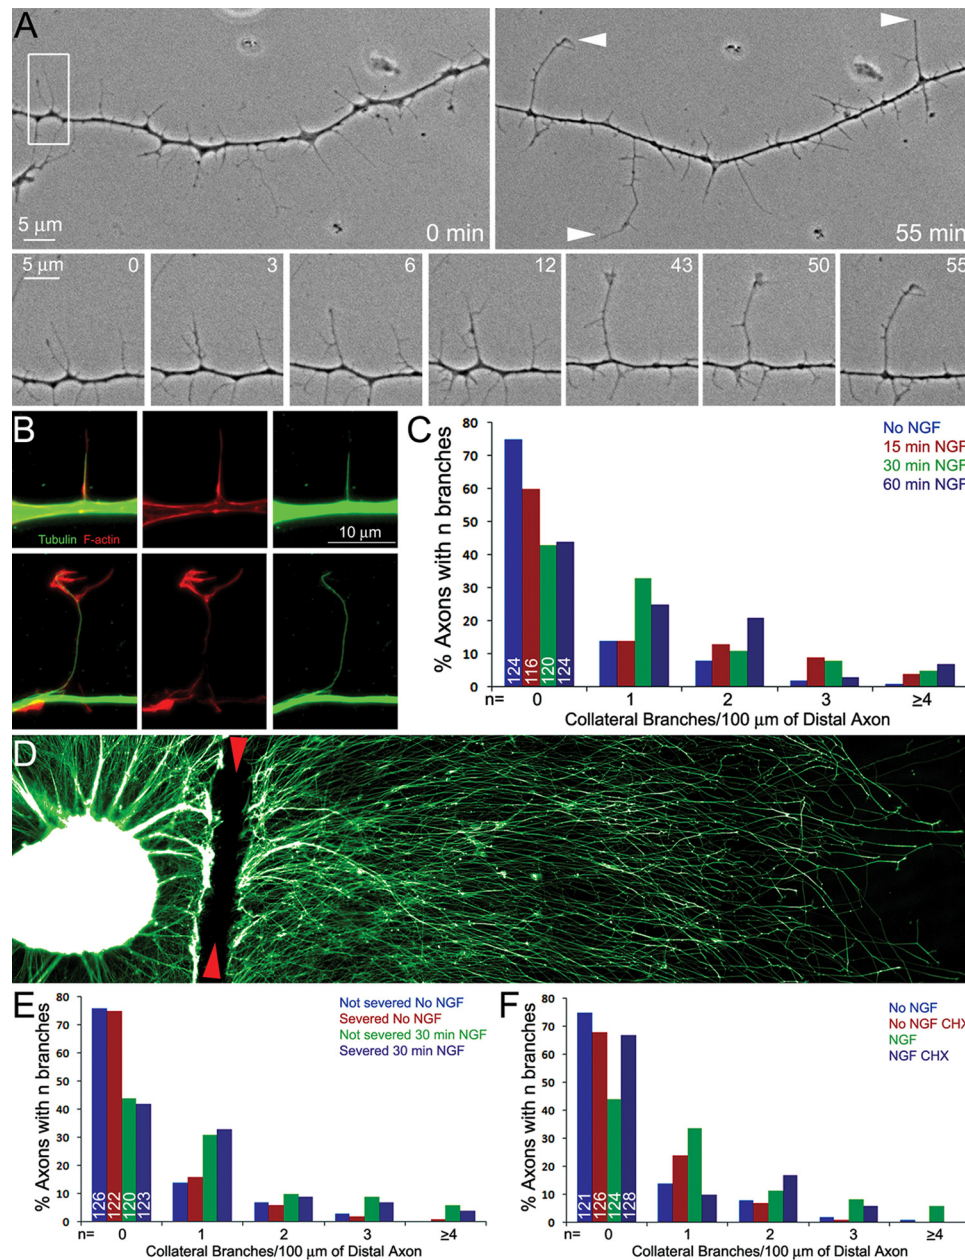 A
5 μm
0 min
55 min
5 μm
0
3
6
12
43
50
55
B
Tubulin F-actin
10 μm
C
% Axons with n branches
80
70
60
50
40
30
20
10
0
No NGF
15 min NGF
30 min NGF
60 min NGF
124
116
120
124
n= 0 1 2 3 ≥4
Collateral Branches/100 μm of Distal Axon
D
E
% Axons with n branches
80
70
60
50
40
30
20
10
0
Not severed No NGF
Severed No NGF
Not severed 30 min NGF
Severed 30 min NGF
126
122
120
123
n= 0 1 2 3 ≥4
Collateral Branches/100 μm of Distal Axon
F
% Axons with n branches
80
70
60
50
40
30
20
10
0
No NGF
No NGF CHX
NGF
NGF CHX
121
126
124
128
n= 0 1 2 3 ≥4
Collateral Branches/100 μm of Distal Axon